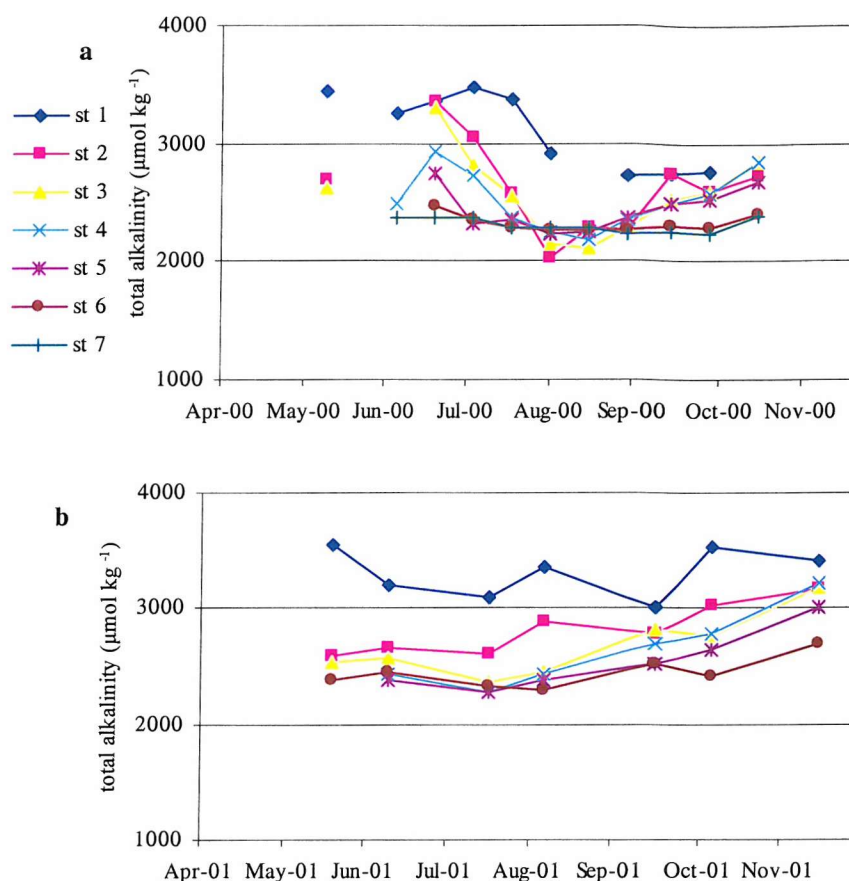 a
4000
3000
2000
1000
total alkalinity (µmol kg -1)
st 1
st 2
st 3
st 4
st 5
st 6
st 7
Apr-00 May-00 Jun-00 Jul-00 Aug-00 Sep-00 Oct-00 Nov-00
b
4000
3000
2000
1000
total alkalinity (µmol kg -1)
Apr-01 May-01 Jun-01 Jul-01 Aug-01 Sep-01 Oct-01 Nov-01